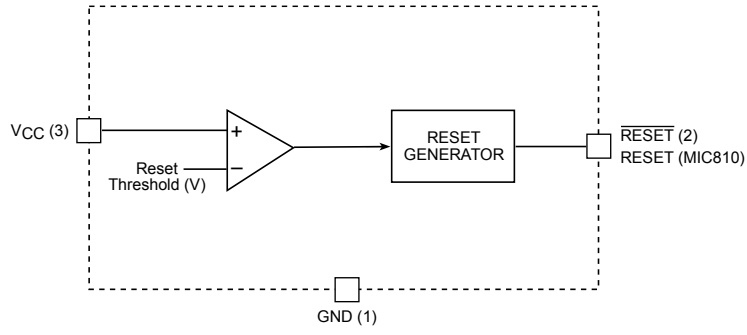 VCC (3)
+
−
Reset
Threshold (V)
RESET
GENERATOR
RESET (2)
RESET (MIC810)
GND (1)